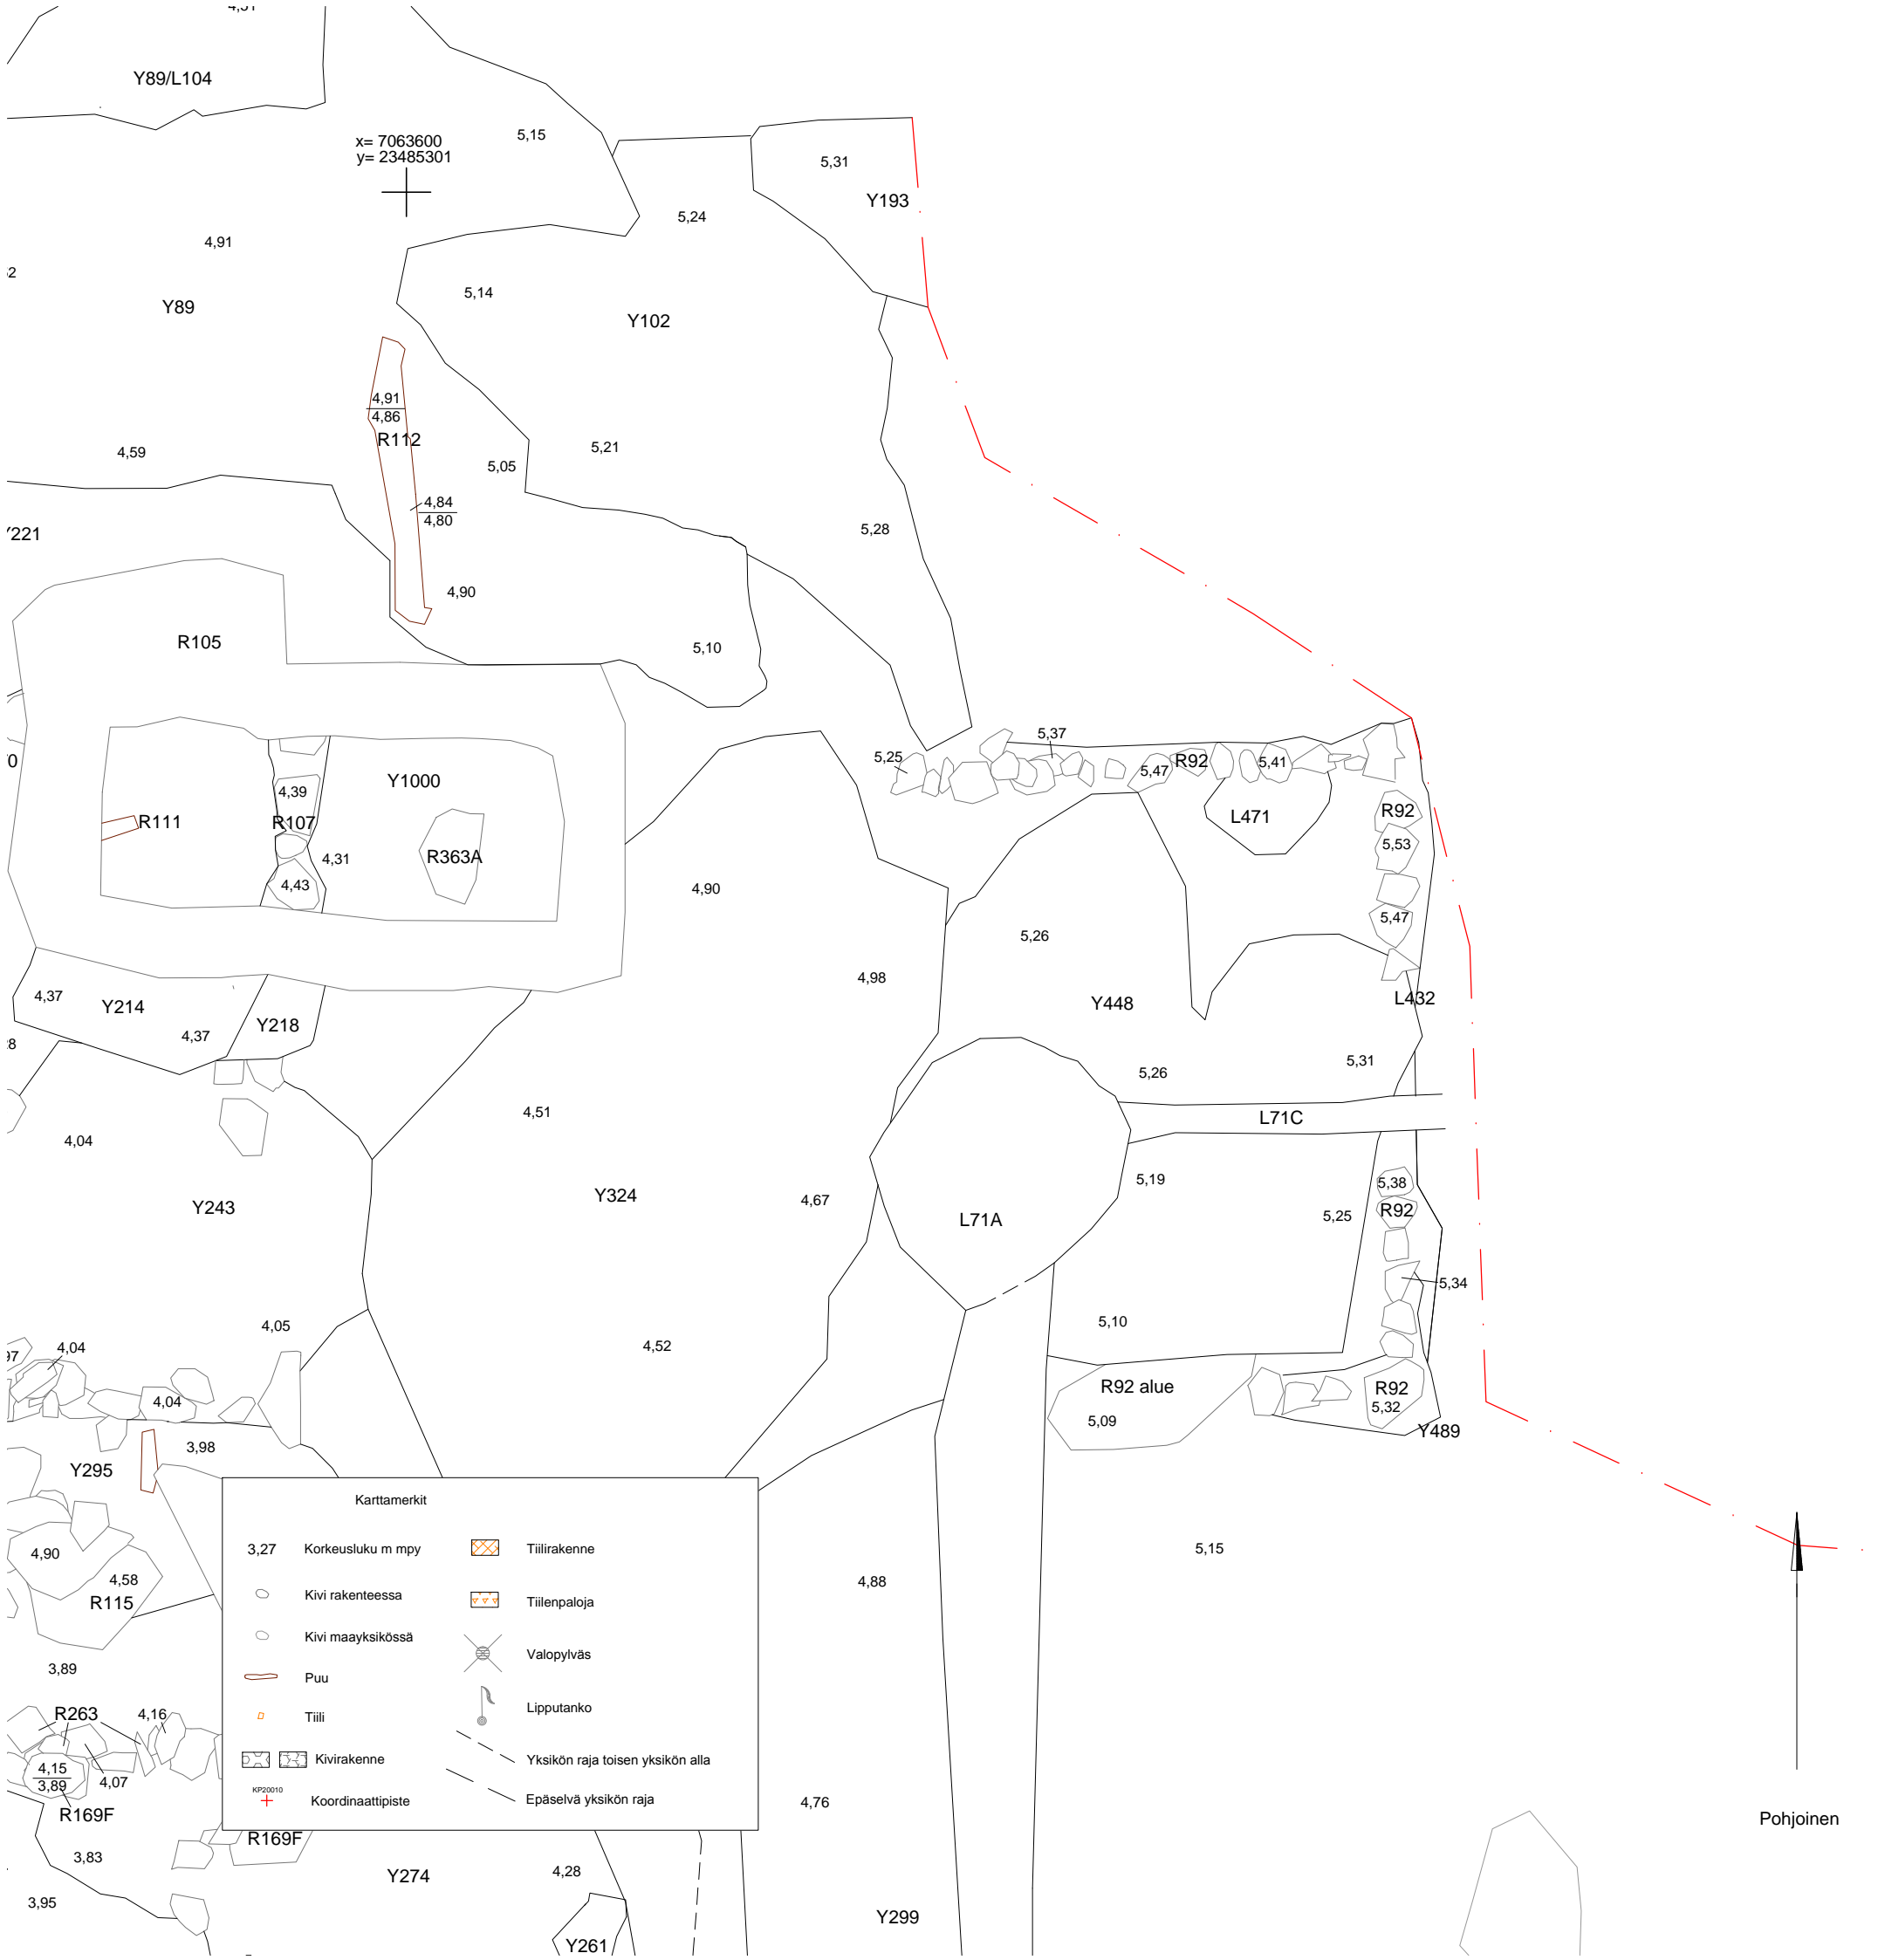 Y89/L104
x= 7063600
y= 23485301
5,15
5,31
Y193
5,24
4,91
5,14
Y89
Y102
4,91
4,86
R112
4,59
5,05
5,21
4,84
4,80
5,28
Y221
4,90
R105
5,10
5,25
5,37
5,47
R92
5,41
Y1000
4,39
R111
R107
4,31
R363A
4,43
L471
R92
5,53
5,47
4,90
5,26
4,98
4,37
Y214
4,37
Y218
Y448
L432
5,26
5,31
4,51
4,04
L71C
5,19
5,38
R92
5,25
Y243
Y324
4,67
L71A
5,34
5,10
4,05
4,52
4,04
4,04
R92 alue
5,09
R92
5,32
Y489
3,98
Y295
4,90
4,58
R115
3,89
R263
4,16
4,15
3,89
4,07
R169F
R169F
3,83
3,95
Y274
4,28
Y261
Y299
4,76
4,88
5,15
Karttamerkit
3,27 Korkeusluku m mpy
Kivi rakenteessa
Kivi maayksikössä
Puu
Tiili
Kivirakenne
KP20010
Koordinaattipiste
Tiilirakenne
Tiilenpaloja
Valopylväs
Lipputanko
Yksikön raja toisen yksikön alla
Epäselvä yksikön raja
Pohjoinen